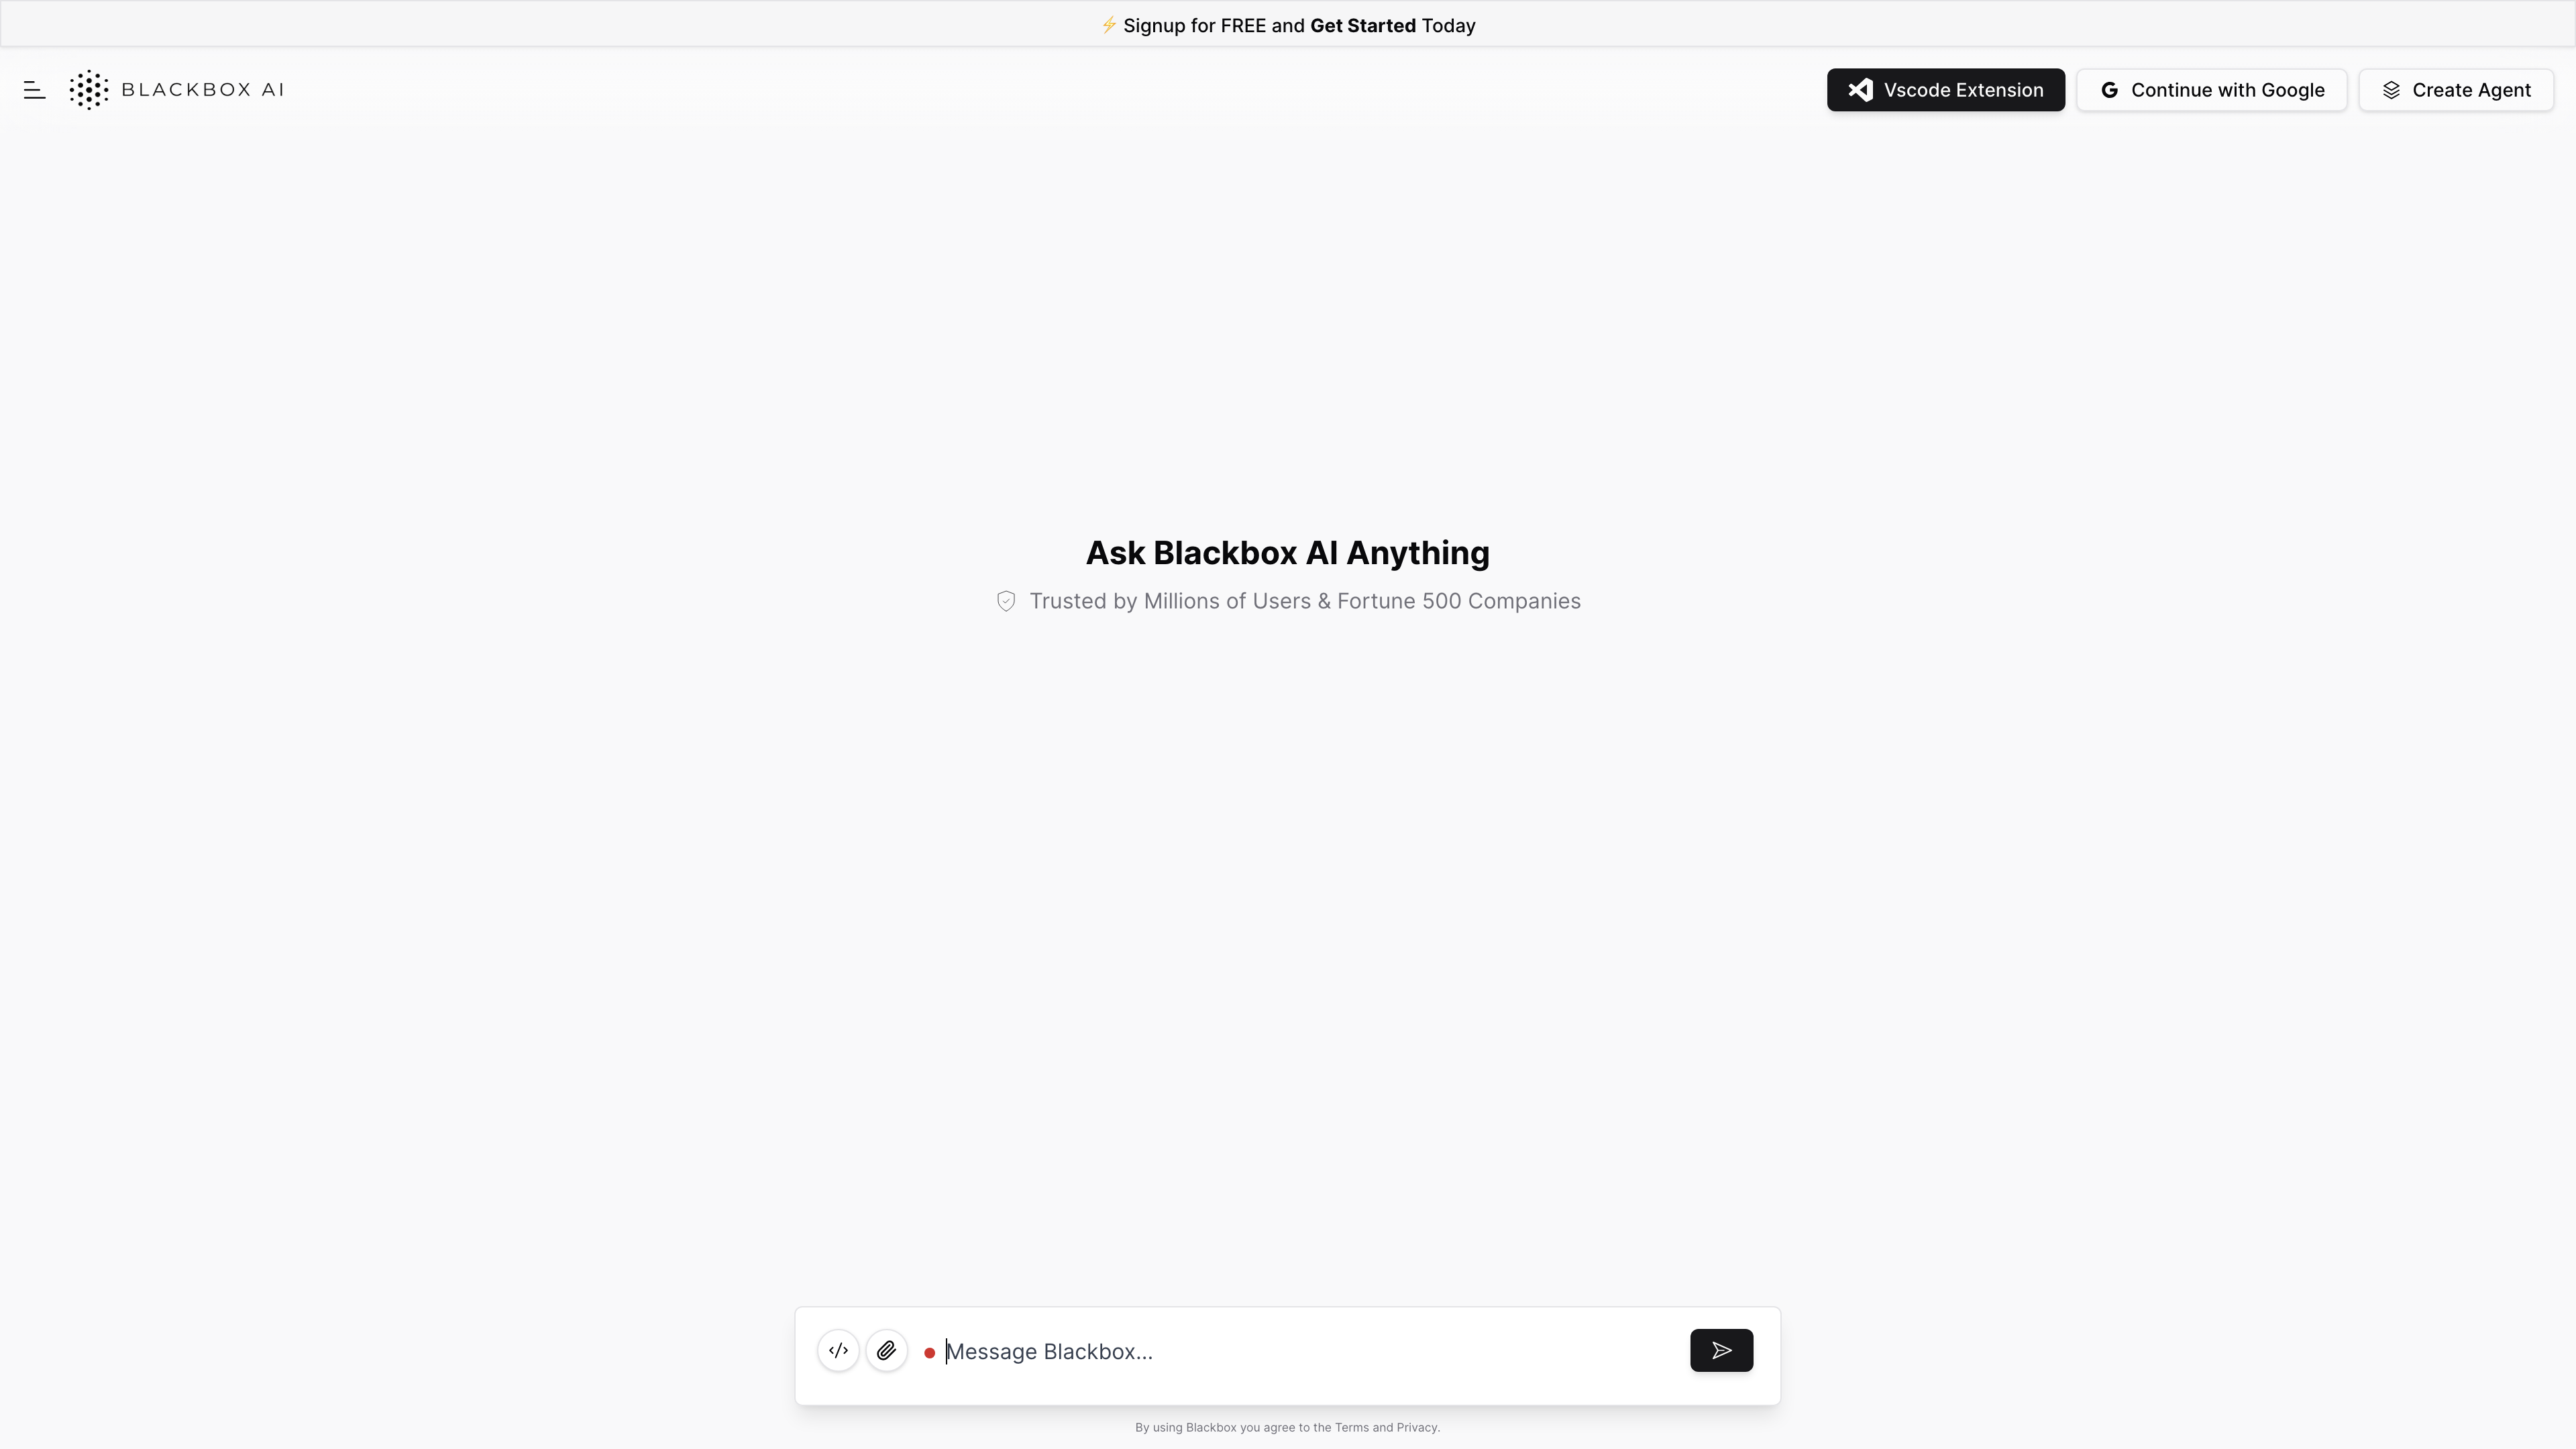 ⚡ Signup for FREE and Get Started Today
BLACKBOX AI
Vscode Extension
Continue with Google
Create Agent
Ask Blackbox AI Anything
Trusted by Millions of Users & Fortune 500 Companies
Message Blackbox...
By using Blackbox you agree to the Terms and Privacy.